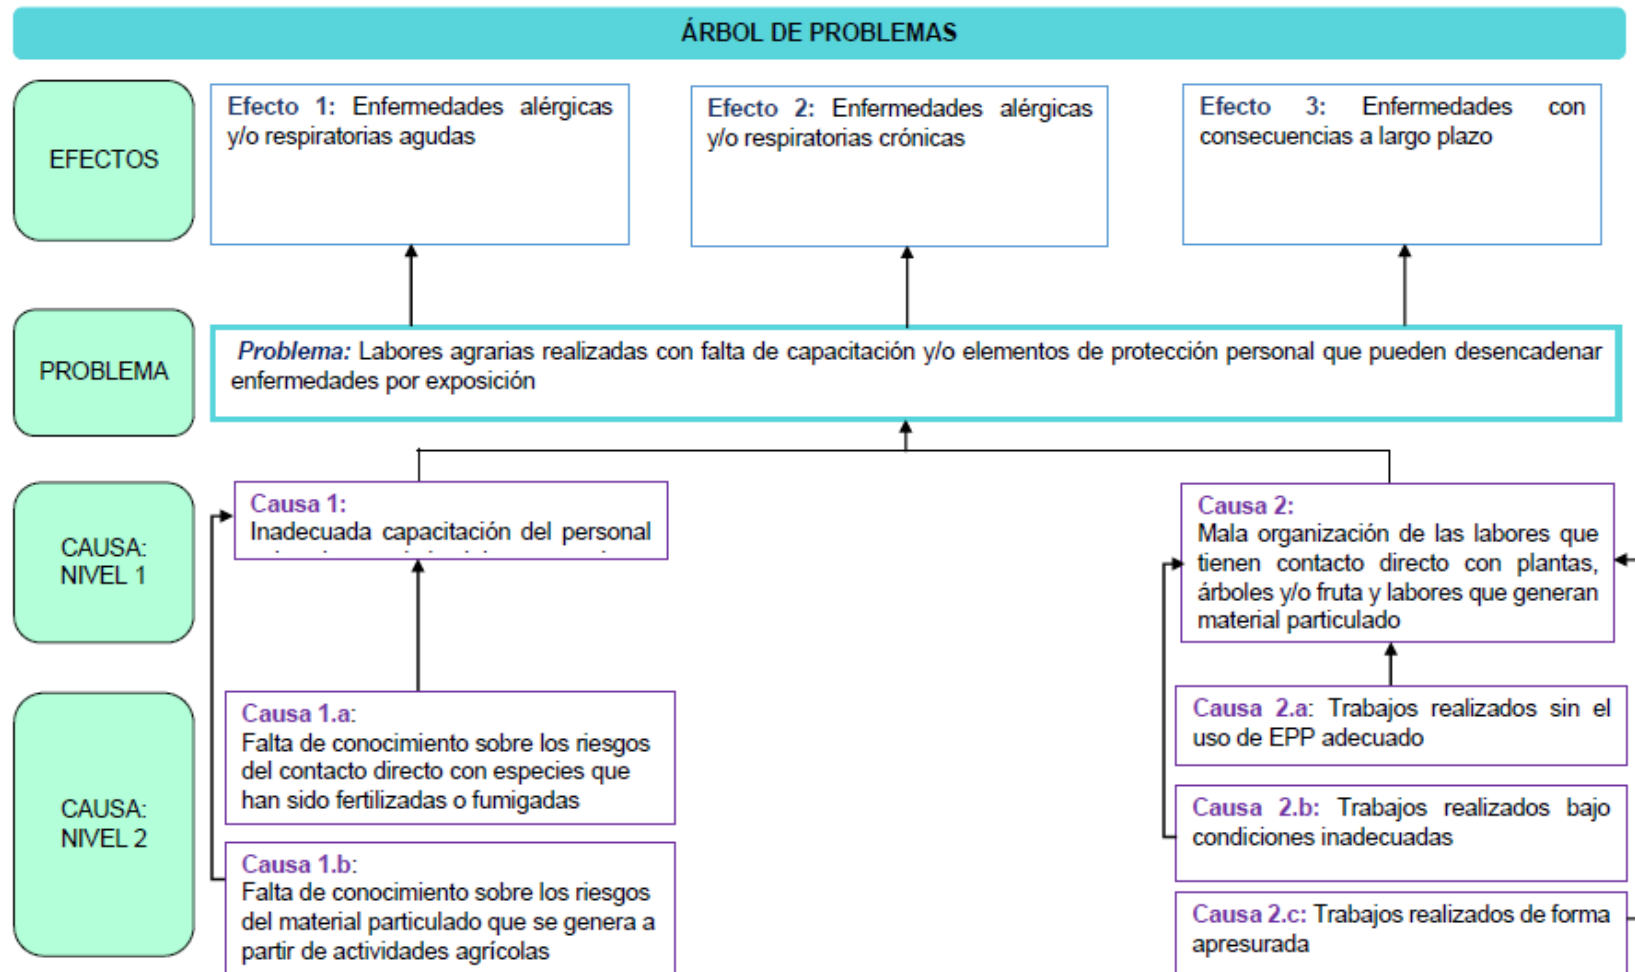 ÁRBOL DE PROBLEMAS
EFECTOS
Efecto 1: Enfermedades alérgicas
y/o respiratorias agudas
Efecto 2: Enfermedades alérgicas
y/o respiratorias crónicas
Efecto 3: Enfermedades con
consecuencias a largo plazo
PROBLEMA
Problema: Labores agrarias realizadas con falta de capacitación y/o elementos de protección personal que pueden desencadenar
enfermedades por exposición
CAUSA:
NIVEL 1
Causa 1:
Inadecuada capacitación del personal
Causa 2:
Mala organización de las labores que
tienen contacto directo con plantas,
árboles y/o fruta y labores que generan
material particulado
CAUSA:
NIVEL 2
Causa 1.a:
Falta de conocimiento sobre los riesgos
del contacto directo con especies que
han sido fertilizadas o fumigadas
Causa 1.b:
Falta de conocimiento sobre los riesgos
del material particulado que se genera a
partir de actividades agrícolas
Causa 2.a: Trabajos realizados sin el
uso de EPP adecuado
Causa 2.b: Trabajos realizados bajo
condiciones inadecuadas
Causa 2.c: Trabajos realizados de forma
apresurada